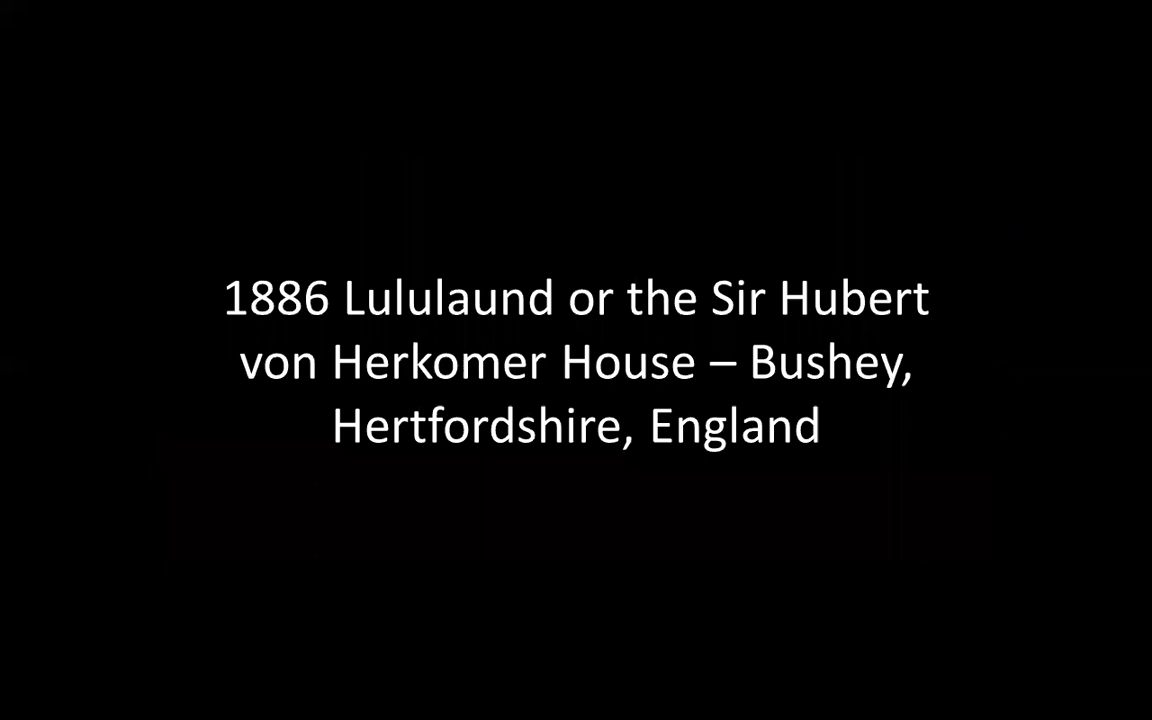 1886 Lululaund or the Sir Hubert
von Herkomer House – Bushey,
Hertfordshire, England